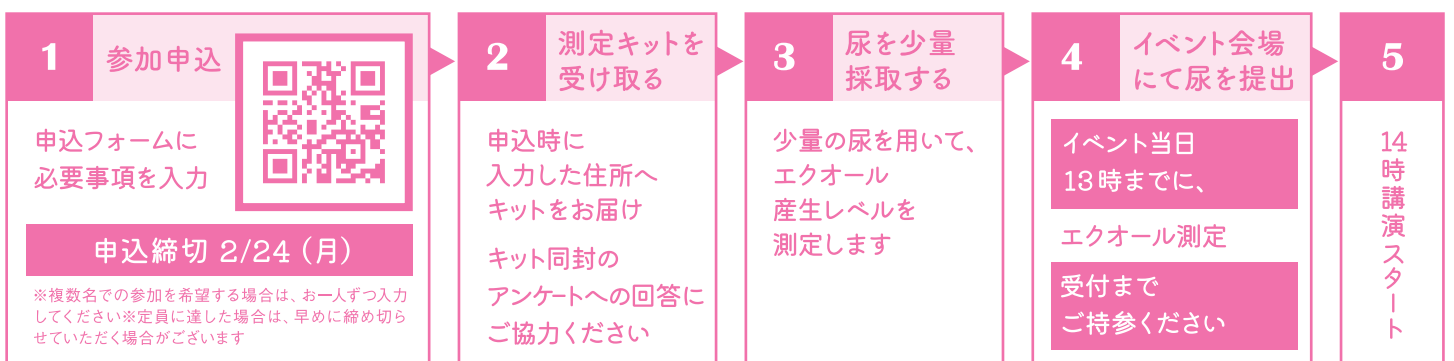 1
参加申込
申込フォームに
必要事項を入力
申込締切 2/24（月）
※複数名での参加を希望する場合は、お一人ずつ入力
してください※定員に達した場合は、早めに締め切ら
せていただく場合がございます
2
測定キットを
受け取る
申込時に
入力した住所へ
キットをお届け
キット同封の
アンケートへの回答に
ご協力ください
3
尿を少量
採取する
少量の尿を用いて、
エクオール
産生レベルを
測定します
4
イベント会場
にて尿を提出
イベント当日
13時までに、
エクオール測定
受付まで
ご持参ください
5
14時講演スタート